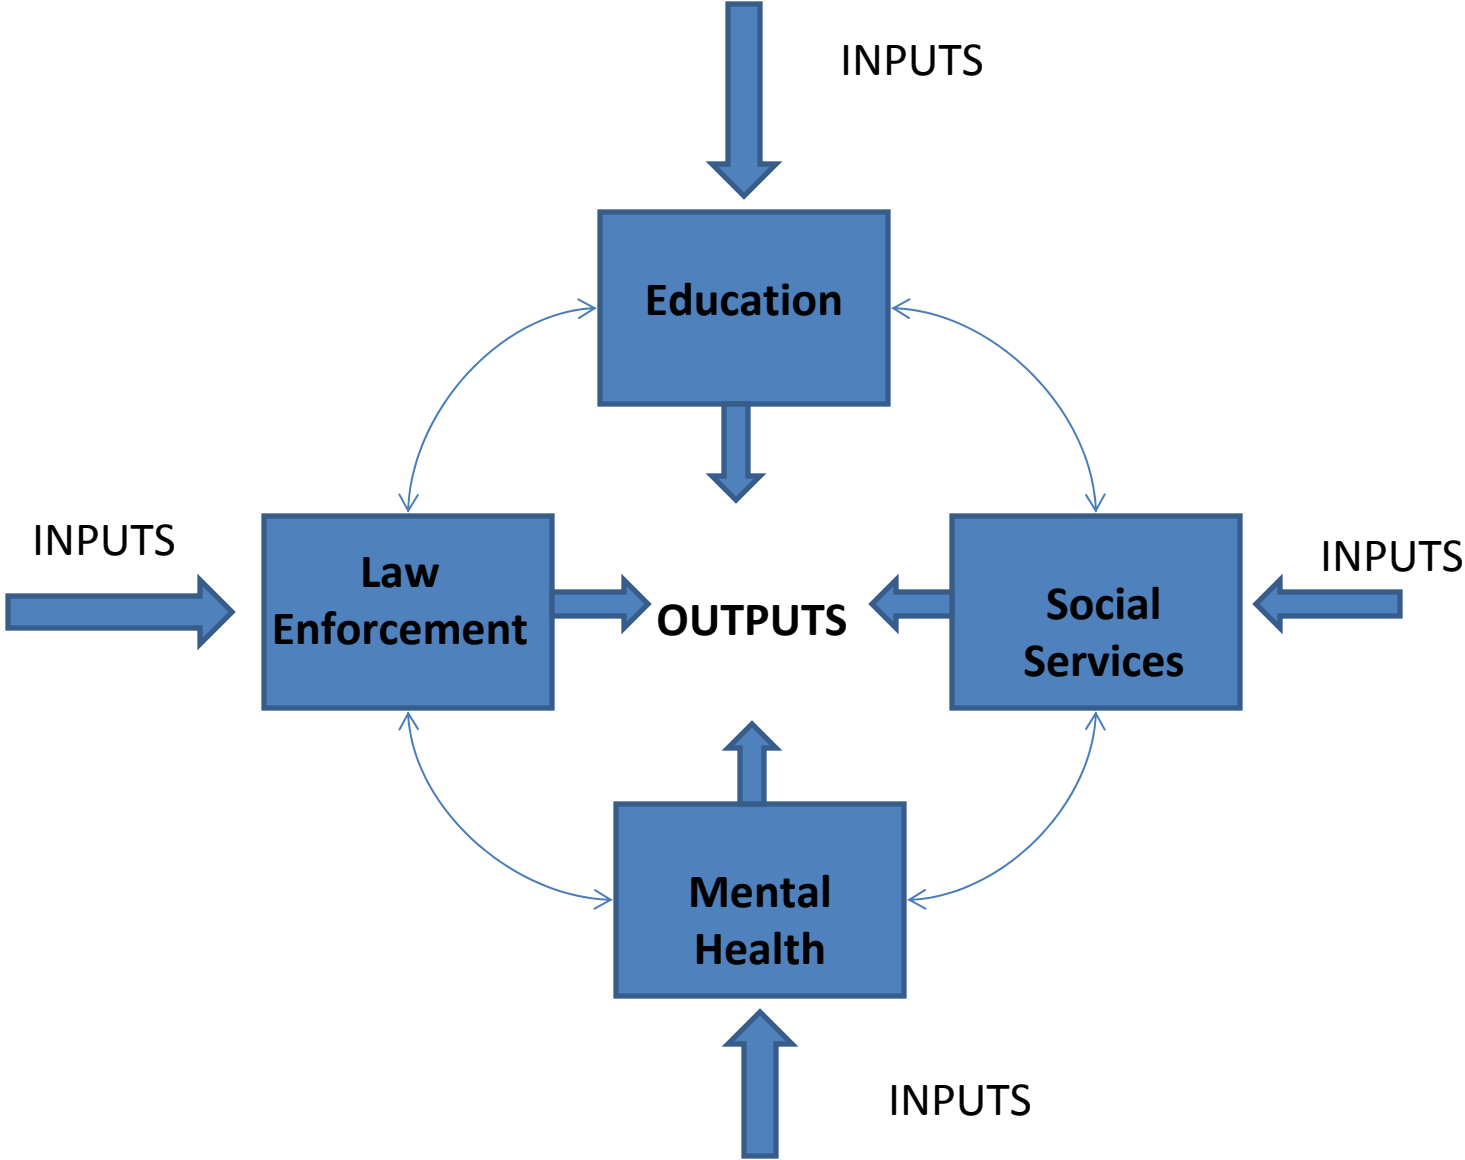 INPUTS
Education
INPUTS
Law
Enforcement
OUTPUTS
Social
Services
INPUTS
Mental
Health
INPUTS